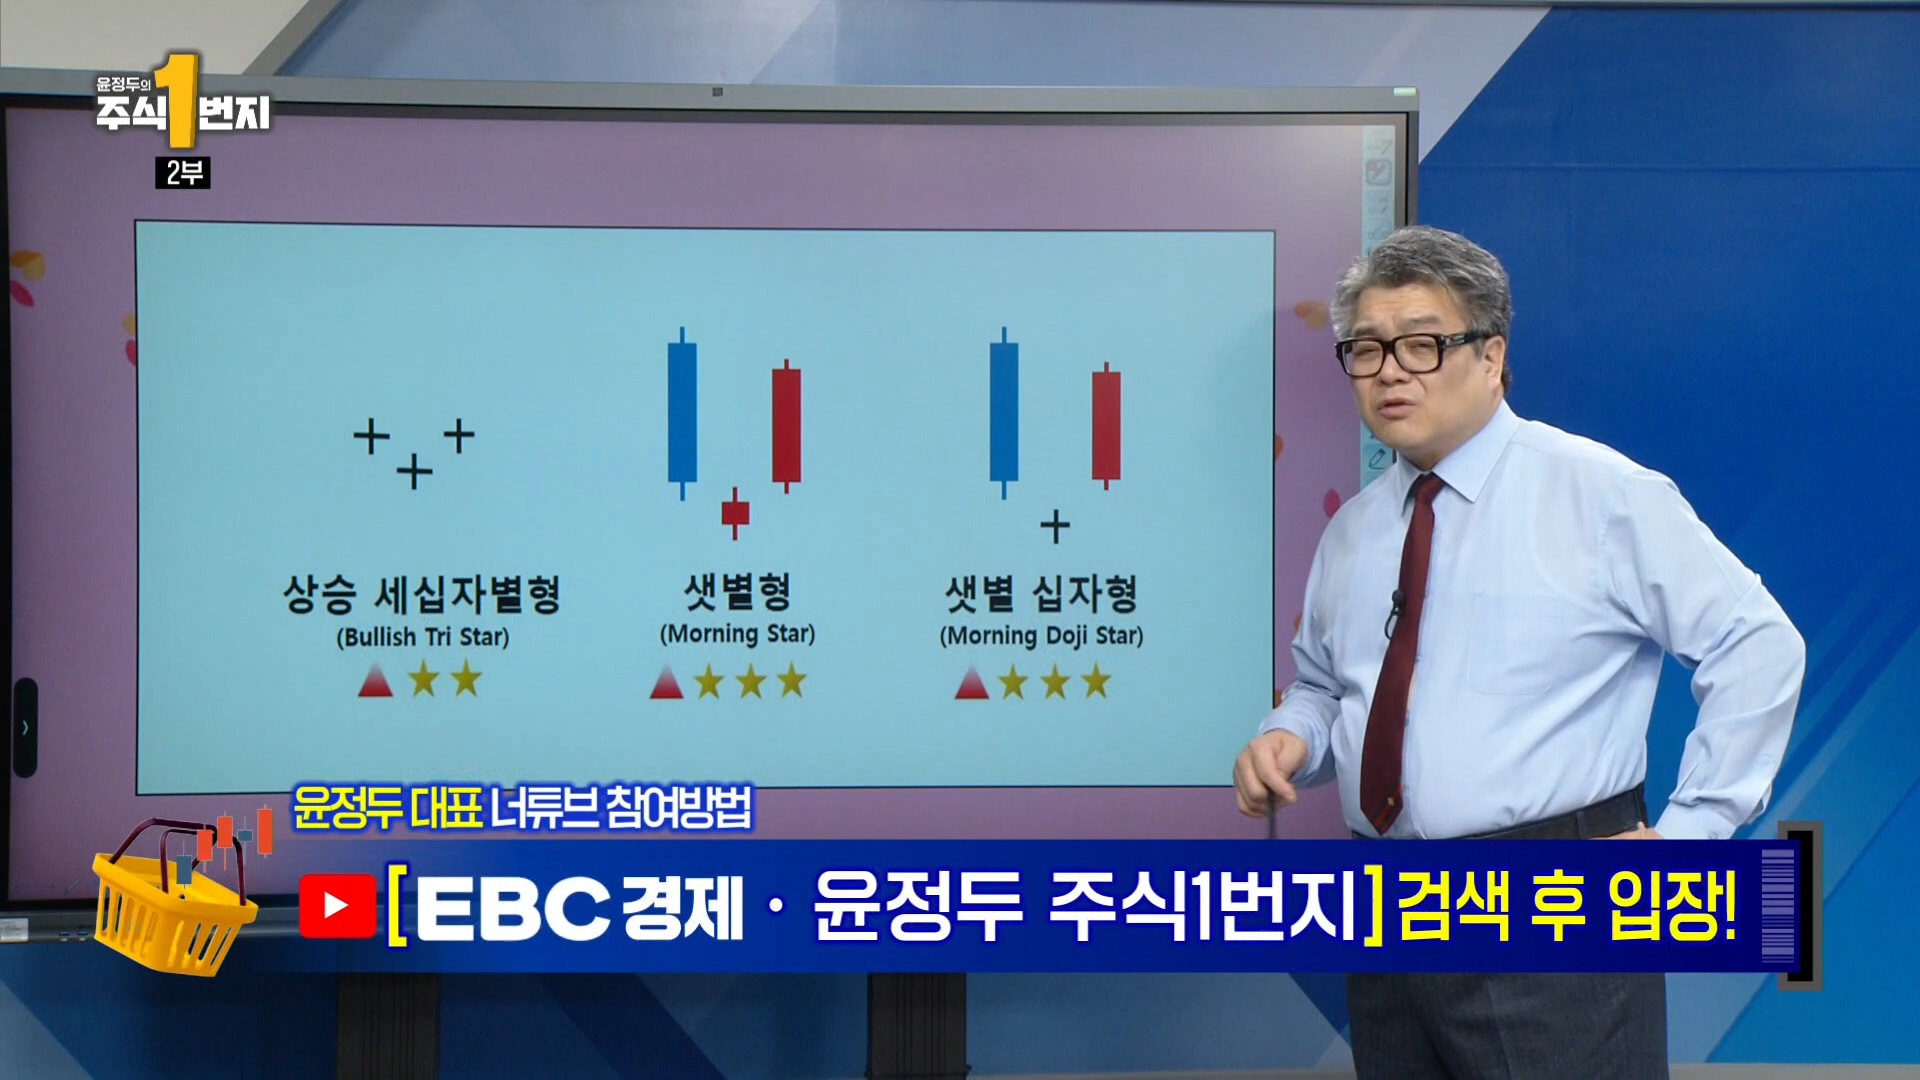 윤정두의
주식1번지
2부
상승 세십자별형
(Bullish Tri Star)
샛별형
(Morning Star)
샛별 십자형
(Morning Doji Star)
윤정두 대표 너튜브 참여방법
[EBC 경제 · 윤정두 주식1번지] 검색 후 입장!